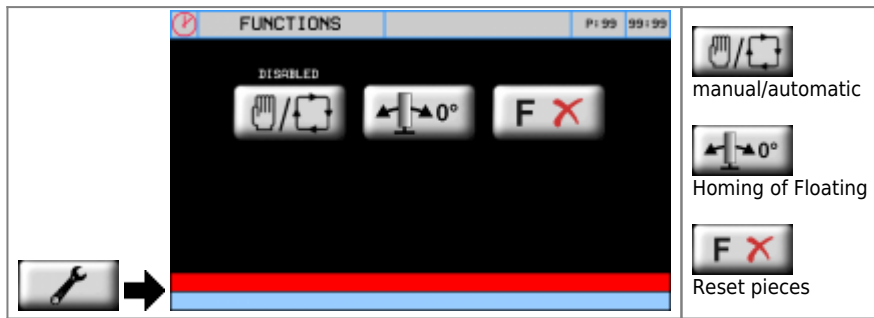 FUNCTIONS
P:99 99:99
DISABLED
0°
F X
manual/automatic
0°
Homing of Floating
F X
Reset pieces